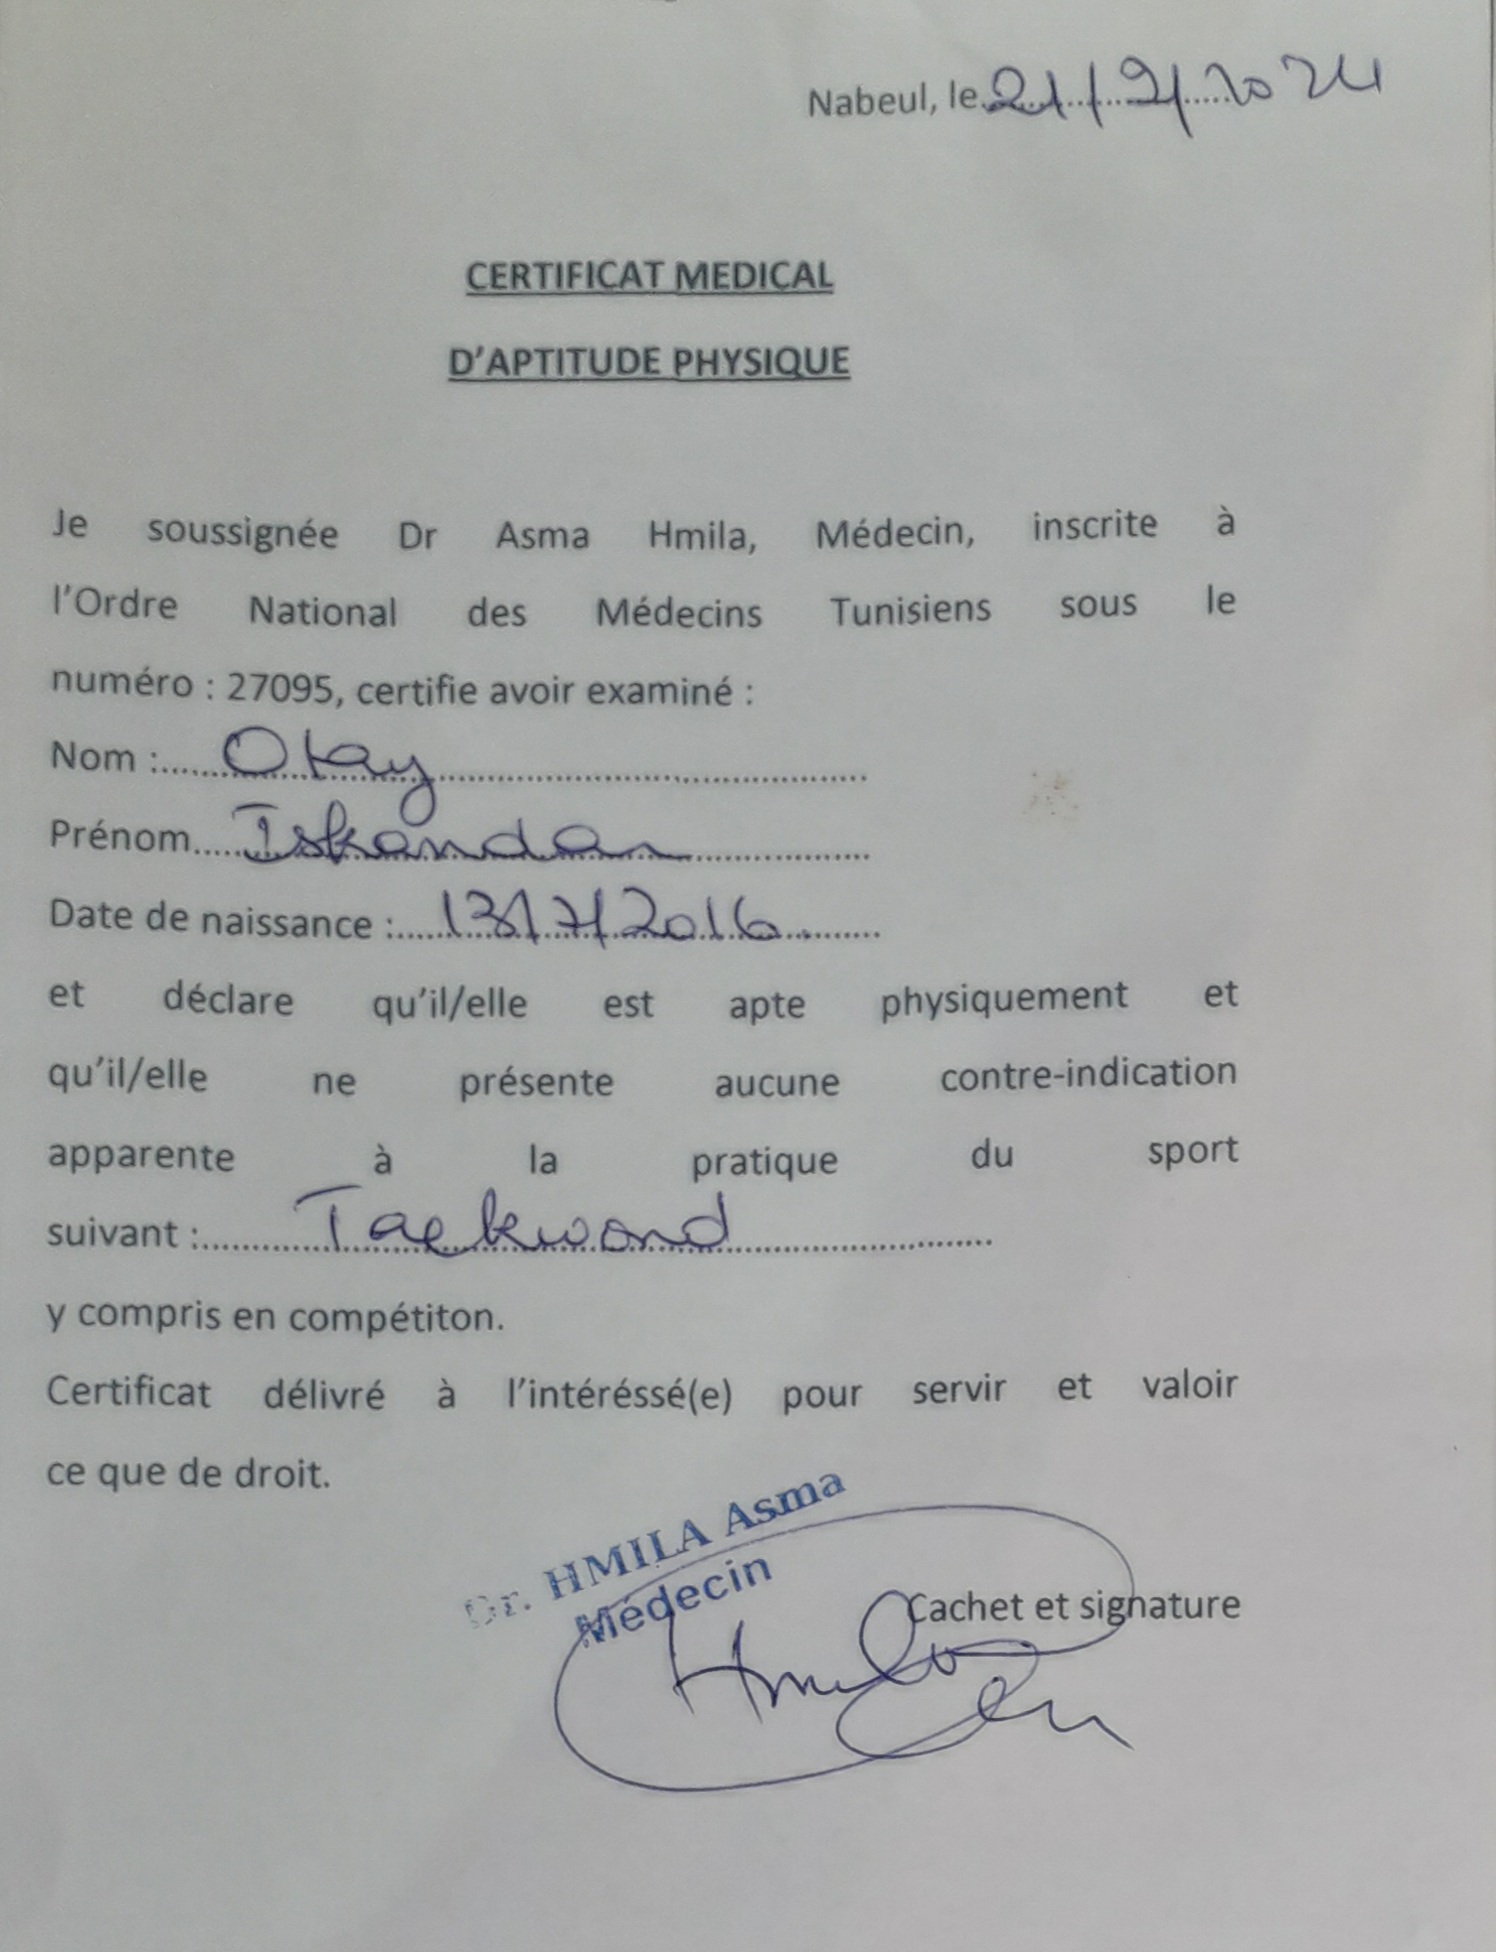 Nabeul, le 21/9/2024
CERTIFICAT MEDICAL
D'APTITUDE PHYSIQUE
Je soussignée Dr Asma Hmila, Médecin, inscrite à
l'Ordre National des Médecins Tunisiens sous le
numéro : 27095, certifie avoir examiné :
Nom :..... Otay
Prénom..... Iskandar
Date de naissance :..... 13/7/2016
et déclare qu'il/elle est apte physiquement et
qu'il/elle ne présente aucune contre-indication
apparente à la pratique du sport
suivant :..... Taekwond
y compris en compétiton.
Certificat délivré à l'intéréssé(e) pour servir et valoir
ce que de droit.
Dr. HMILA Asma
Médecin
Cachet et signature
Hmila